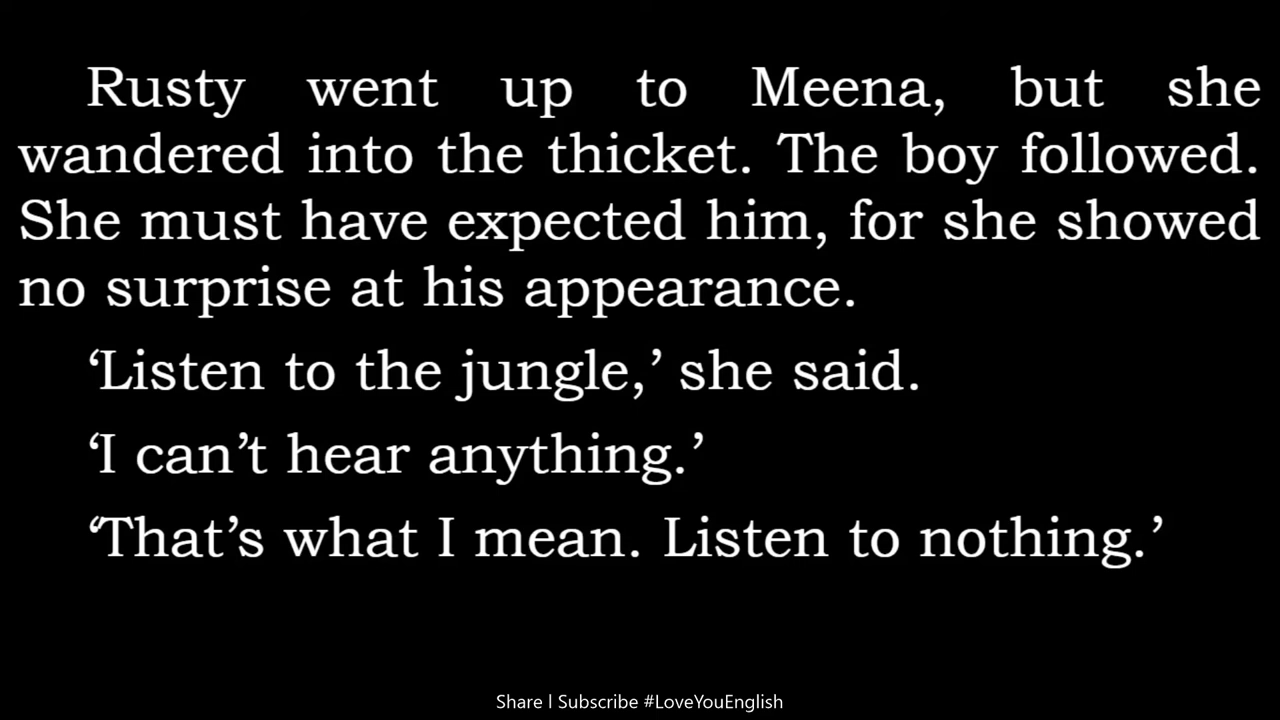 Rusty went up to Meena, but she
wandered into the thicket. The boy followed.
She must have expected him, for she showed
no surprise at his appearance.
‘Listen to the jungle,’ she said.
‘I can’t hear anything.’
‘That’s what I mean. Listen to nothing.’
Share l Subscribe #LoveYouEnglish